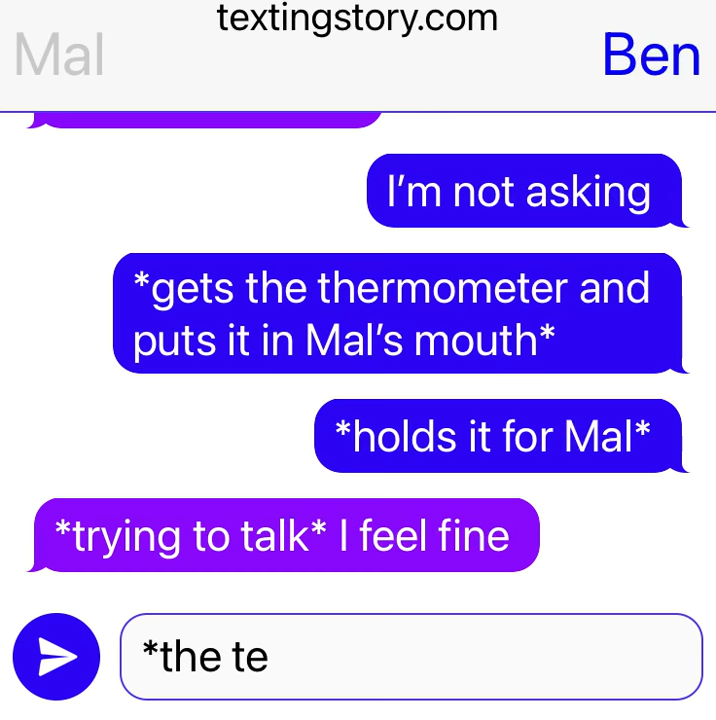 textingstory.com
Mal
Ben
I’m not asking
*gets the thermometer and
puts it in Mal’s mouth*
*holds it for Mal*
*trying to talk* I feel fine
*the te